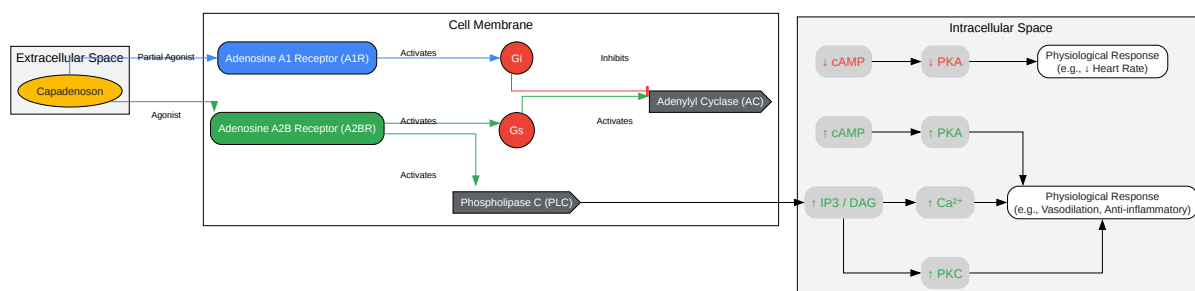 Cell Membrane
Intracellular Space
Extracellular Space
Partial Agonist
Adenosine A1 Receptor (A1R)
Activates
Gi
Inhibits
↓ cAMP
↓ PKA
Physiological Response
(e.g., ↓ Heart Rate)
Capadenoson
Agonist
Adenosine A2B Receptor (A2BR)
Activates
Gs
Adenylyl Cyclase (AC)
Activates
↑ cAMP
↑ PKA
Activates
Phospholipase C (PLC)
↑ IP3 / DAG
↑ Ca²⁺
Physiological Response
(e.g., Vasodilation, Anti-inflammatory)
↑ PKC